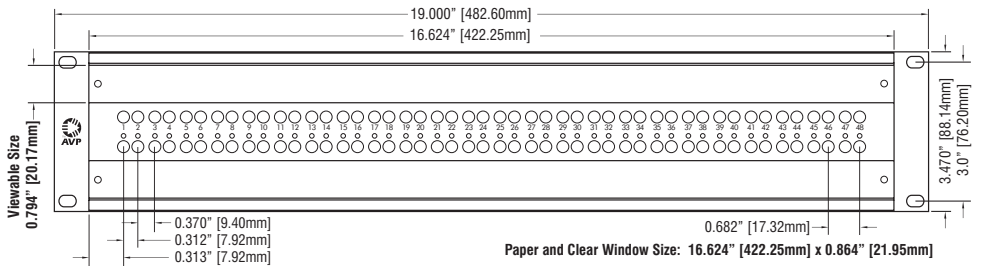 19.000" [482.60mm]
16.624" [422.25mm]
Viewable Size
0.794" [20.17mm]
AVP
1 2 3 4 5 6 7 8 9 10 11 12 13 14 15 16 17 18 19 20 21 22 23 24 25 26 27 28 29 30 31 32 33 34 35 36 37 38 39 40 41 42 43 44 45 46 47 48
3.470" [88.14mm]
3.0" [76.20mm]
0.370" [9.40mm]
0.312" [7.92mm]
0.313" [7.92mm]
0.682" [17.32mm]
Paper and Clear Window Size: 16.624" [422.25mm] x 0.864" [21.95mm]